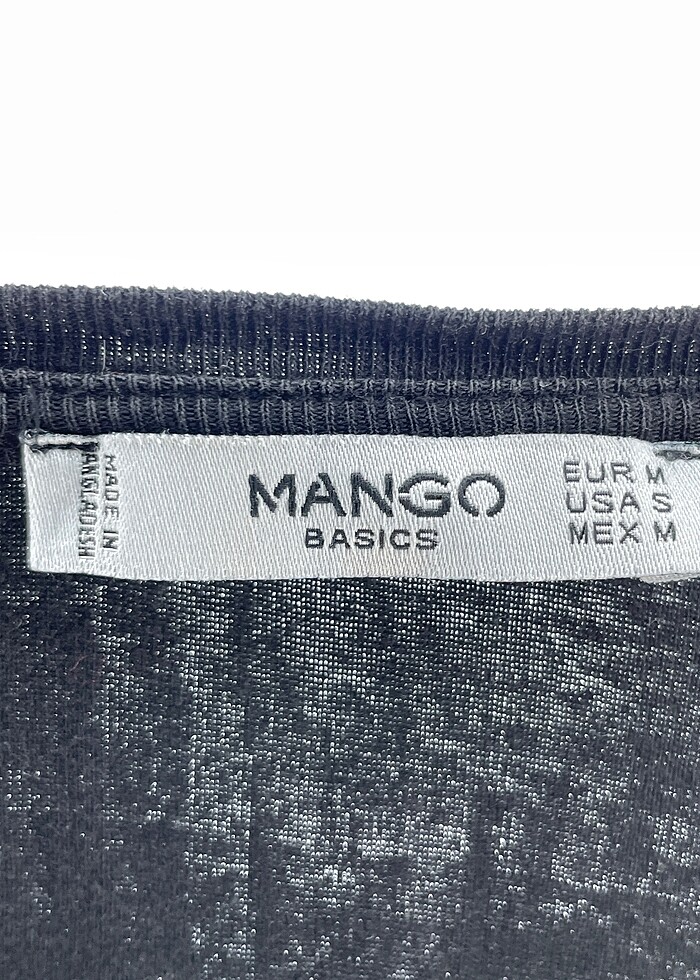 MADE IN
BANGLADESH
MANGO
BASICS
EUR M
USA S
MEX M